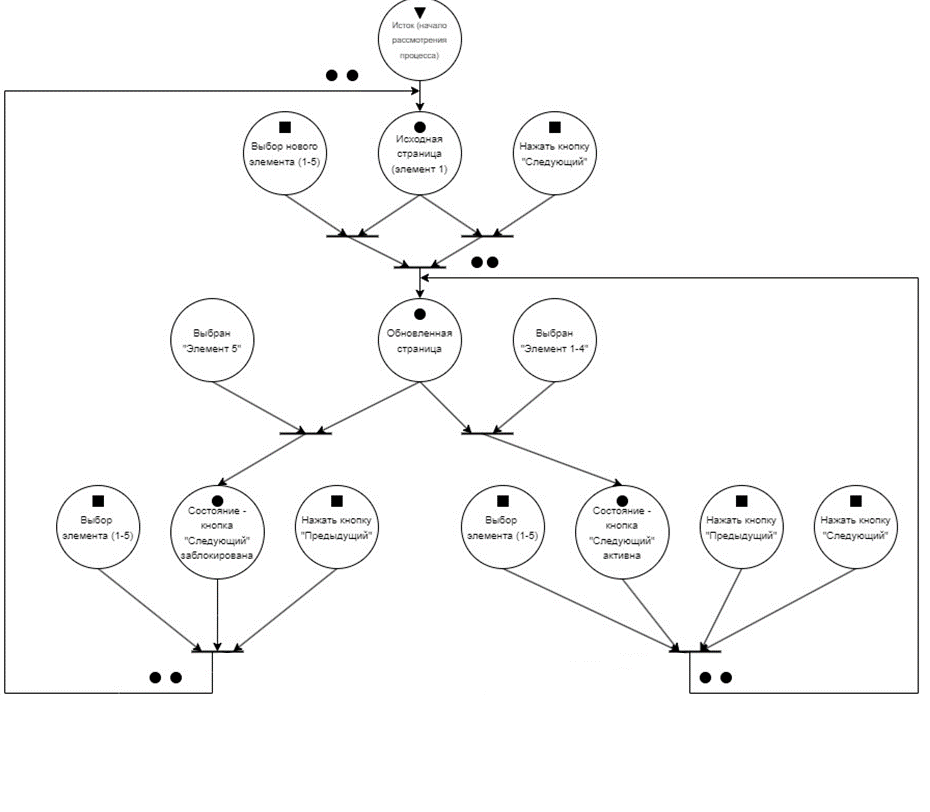 Исток (начало
рассмотрения
процесса)
Выбор нового
элемента (1-5)
Исходная
страница
(элемент 1)
Нажать кнопку
"Следующий"
Выбран
"Элемент 5"
Обновленная
страница
Выбран
"Элемент 1-4"
Выбор
элемента (1-5)
Состояние -
кнопка
"Следующий"
заблокирована
Нажать кнопку
"Предыдущий"
Выбор
элемента (1-5)
Состояние -
кнопка
"Следующий"
активна
Нажать кнопку
"Предыдущий"
Нажать кнопку
"Следующий"